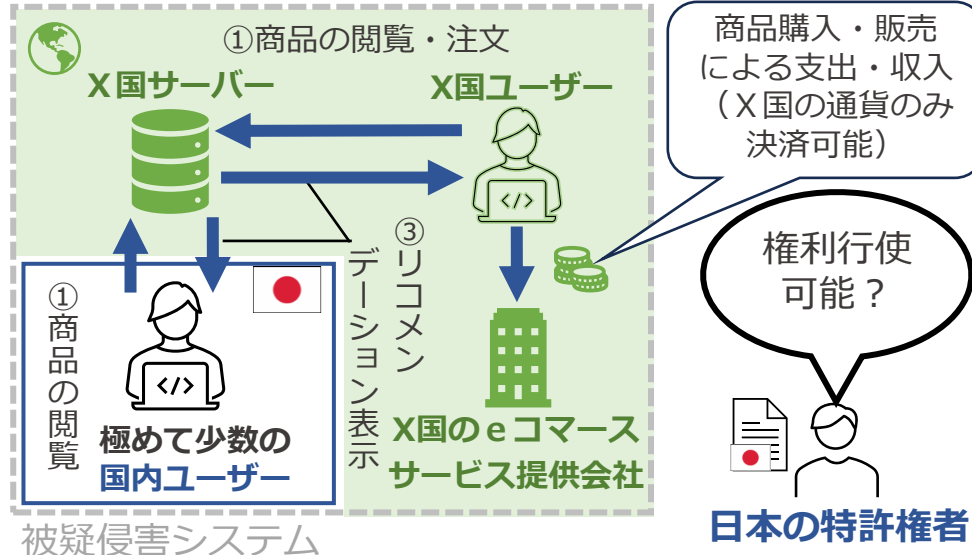 ①商品の閲覧・注文
X国サーバー
X国ユーザー
商品購入・販売
による支出・収入
(X国の通貨のみ
決済可能)
</>
③リコメン
デーション表示
①商品の閲覧
</>
極めて少数の
国内ユーザー
X国のeコマース
サービス提供会社
権利行使
可能?
日本の特許権者
被疑侵害システム